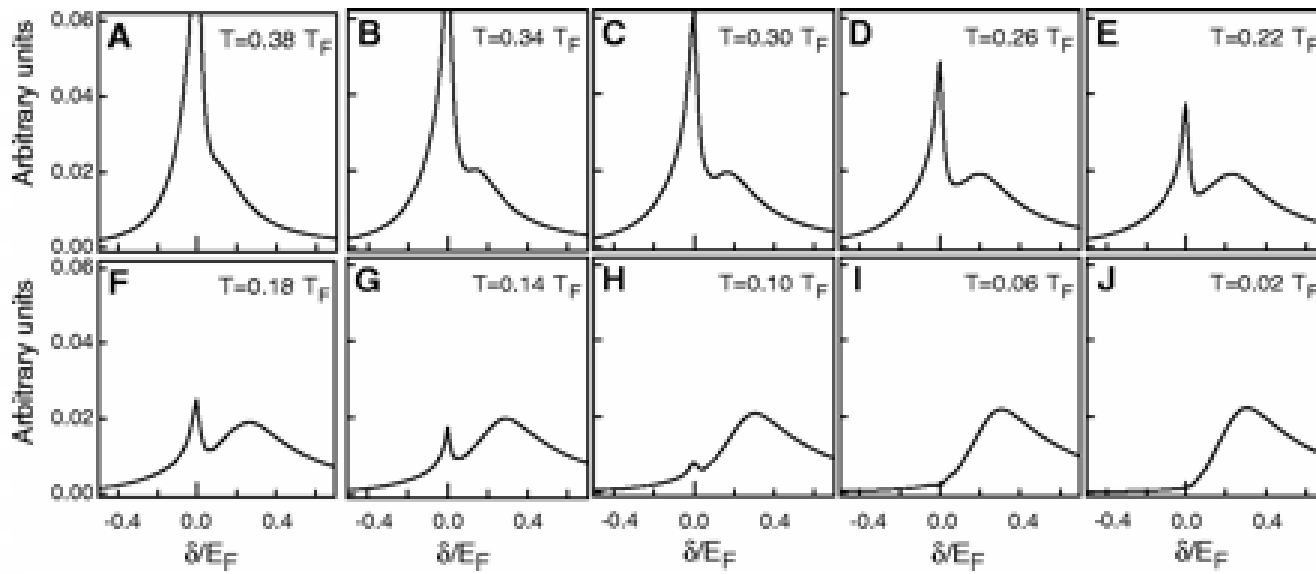 A T=0.38 T_F
B T=0.34 T_F
C T=0.30 T_F
D T=0.26 T_F
E T=0.22 T_F
Arbitrary units
0.06
0.04
0.02
0.00
F T=0.18 T_F
G T=0.14 T_F
H T=0.10 T_F
I T=0.06 T_F
J T=0.02 T_F
Arbitrary units
0.06
0.04
0.02
0.00
-0.4 0.0 0.4
-0.4 0.0 0.4
-0.4 0.0 0.4
-0.4 0.0 0.4
-0.4 0.0 0.4
δ/E_F
δ/E_F
δ/E_F
δ/E_F
δ/E_F